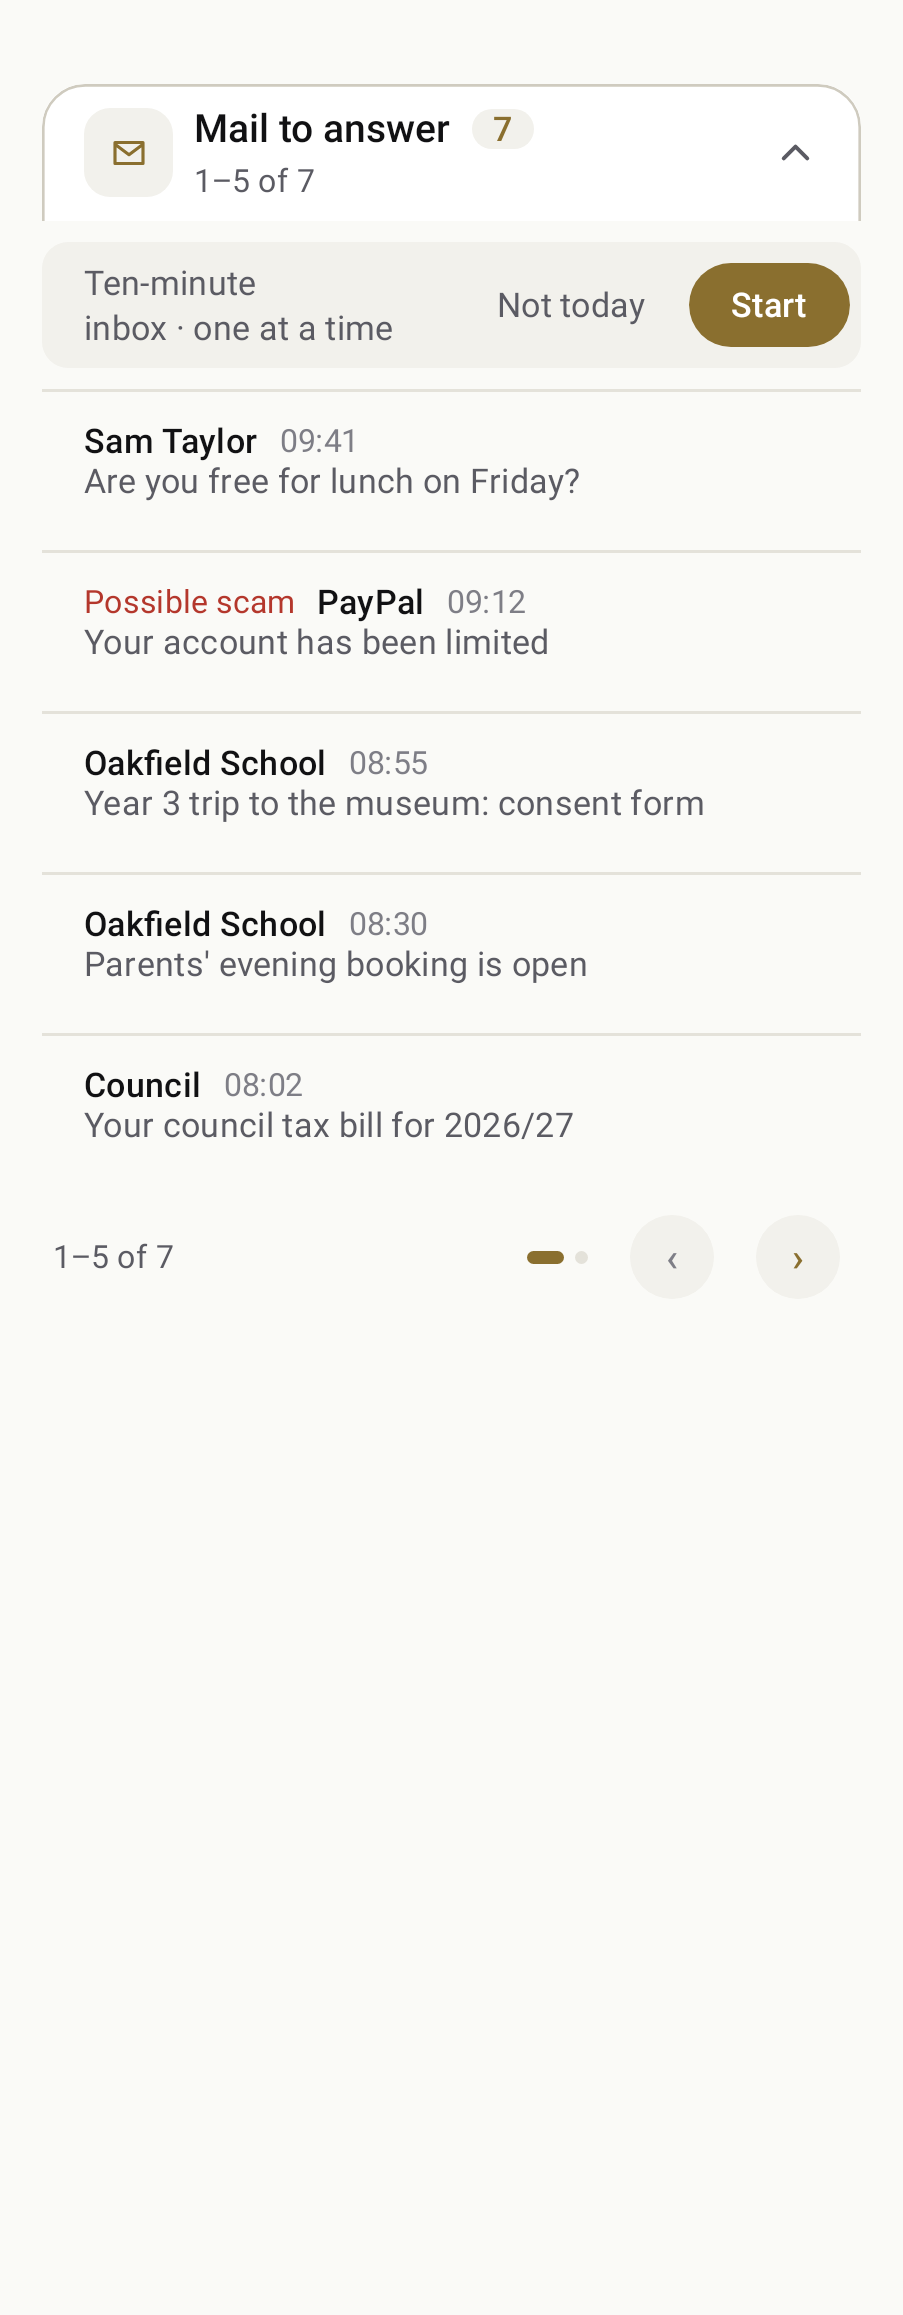 Mail to answer 7
1–5 of 7
Ten-minute
inbox · one at a time
Not today
Start
Sam Taylor 09:41
Are you free for lunch on Friday?
Possible scam PayPal 09:12
Your account has been limited
Oakfield School 08:55
Year 3 trip to the museum: consent form
Oakfield School 08:30
Parents' evening booking is open
Council 08:02
Your council tax bill for 2026/27
1–5 of 7
‹ ›